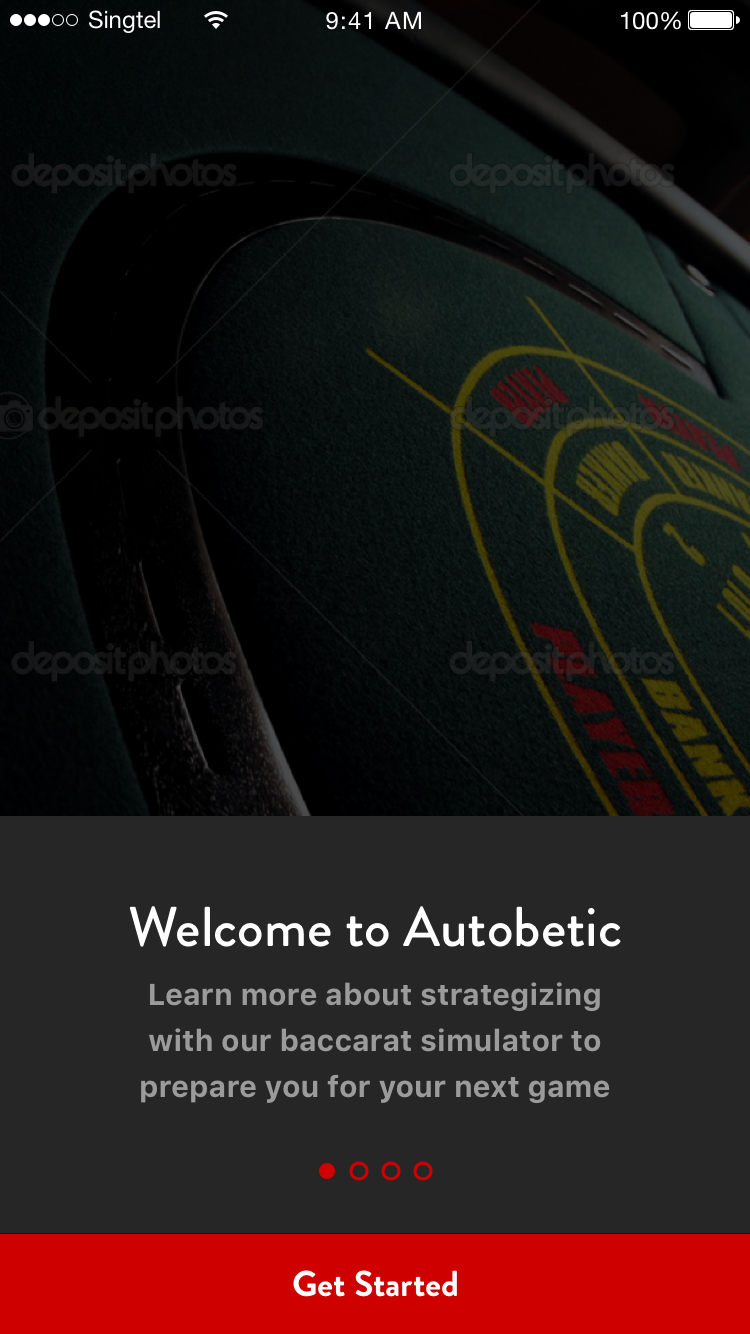 Singtel 9:41 AM 100%
depositphotos depositphotos
depositphotos depositphotos
depositphotos depositphotos
PLAYER
BANK
Welcome to Autobetic
Learn more about strategizing
with our baccarat simulator to
prepare you for your next game
Get Started